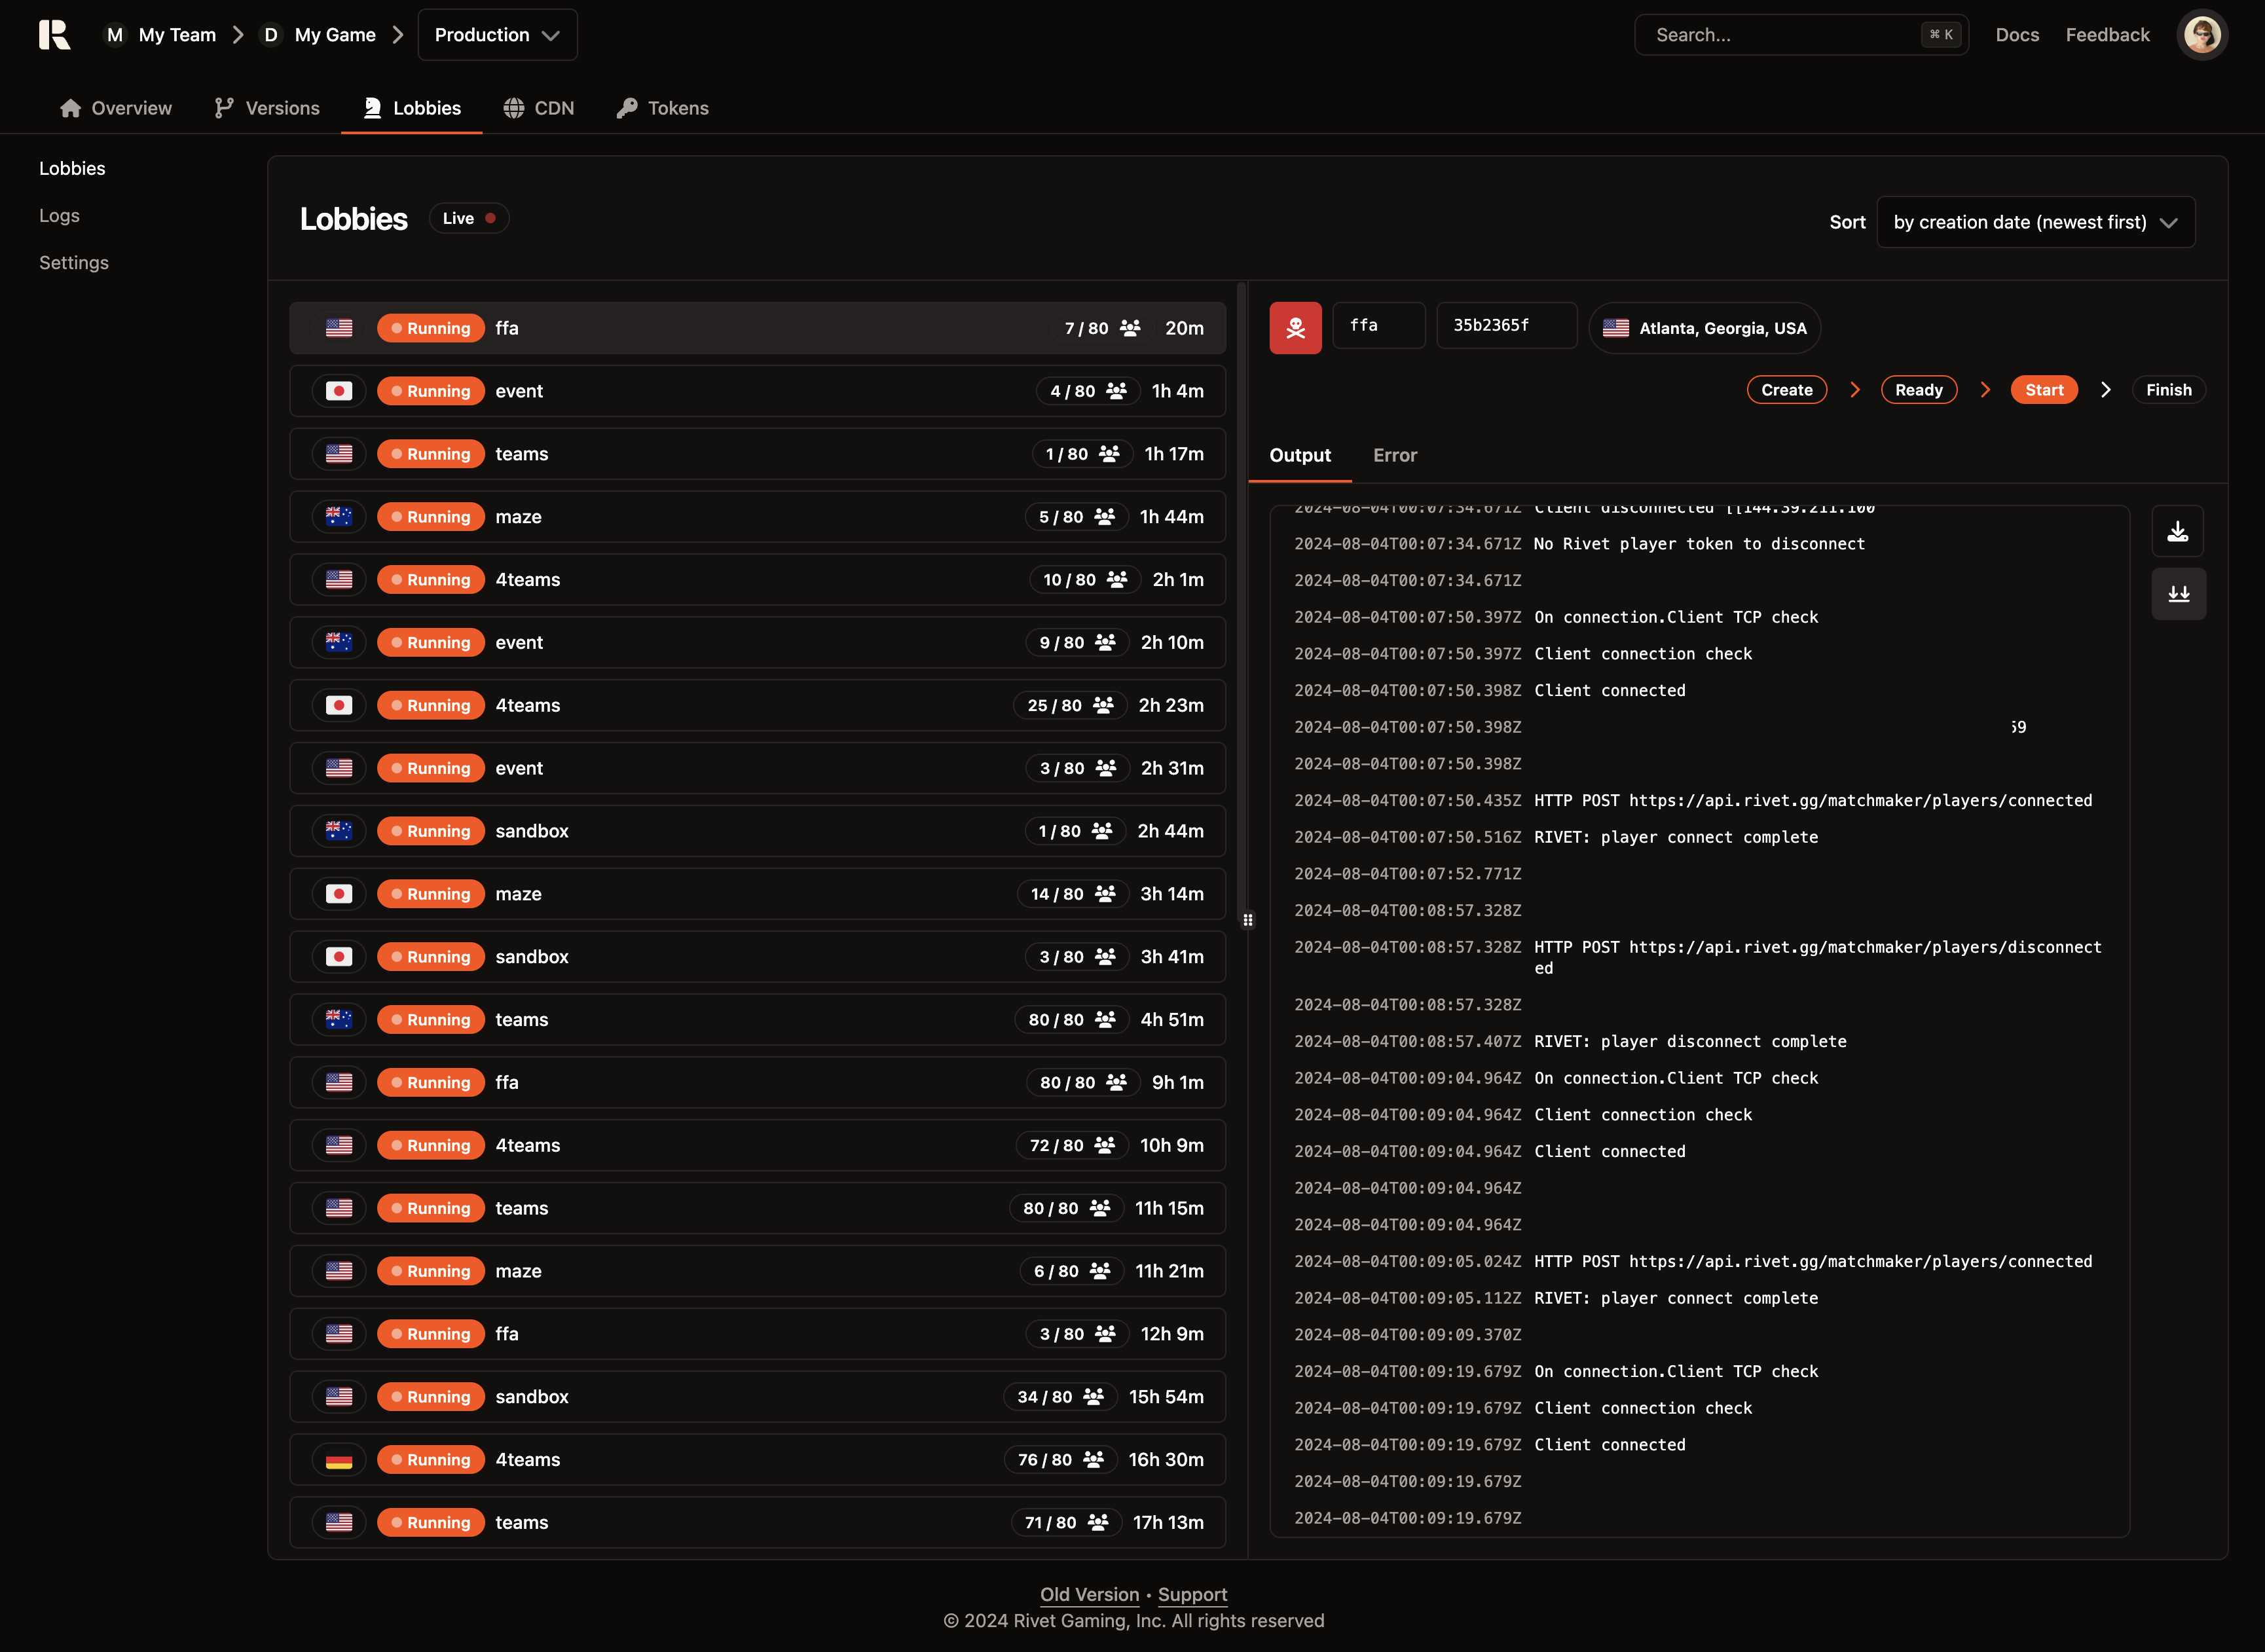 R M My Team D My Game Production Search... ⌘ K Docs Feedback
Overview Versions Lobbies CDN Tokens
Lobbies
Logs
Settings
Lobbies Live
Sort by creation date (newest first)
Running ffa 7 / 80 20m
Running event 4 / 80 1h 4m
Running teams 1 / 80 1h 17m
Running maze 5 / 80 1h 44m
Running 4teams 10 / 80 2h 1m
Running event 9 / 80 2h 10m
Running 4teams 25 / 80 2h 23m
Running event 3 / 80 2h 31m
Running sandbox 1 / 80 2h 44m
Running maze 14 / 80 3h 14m
Running sandbox 3 / 80 3h 41m
Running teams 80 / 80 4h 51m
Running ffa 80 / 80 9h 1m
Running 4teams 72 / 80 10h 9m
Running teams 80 / 80 11h 15m
Running maze 6 / 80 11h 21m
Running ffa 3 / 80 12h 9m
Running sandbox 34 / 80 15h 54m
Running 4teams 76 / 80 16h 30m
Running teams 71 / 80 17h 13m
ffa 35b2365f Atlanta, Georgia, USA
Create Ready Start Finish
Output Error
2024-08-04T00:07:34.671Z Client disconnected [[144.39.211.100
2024-08-04T00:07:34.671Z No Rivet player token to disconnect
2024-08-04T00:07:34.671Z
2024-08-04T00:07:50.397Z On connection.Client TCP check
2024-08-04T00:07:50.397Z Client connection check
2024-08-04T00:07:50.398Z Client connected
2024-08-04T00:07:50.398Z 59
2024-08-04T00:07:50.398Z
2024-08-04T00:07:50.435Z HTTP POST https://api.rivet.gg/matchmaker/players/connected
2024-08-04T00:07:50.516Z RIVET: player connect complete
2024-08-04T00:07:52.771Z
2024-08-04T00:08:57.328Z
2024-08-04T00:08:57.328Z HTTP POST https://api.rivet.gg/matchmaker/players/disconnect
ed
2024-08-04T00:08:57.328Z
2024-08-04T00:08:57.407Z RIVET: player disconnect complete
2024-08-04T00:09:04.964Z On connection.Client TCP check
2024-08-04T00:09:04.964Z Client connection check
2024-08-04T00:09:04.964Z Client connected
2024-08-04T00:09:04.964Z
2024-08-04T00:09:04.964Z
2024-08-04T00:09:05.024Z HTTP POST https://api.rivet.gg/matchmaker/players/connected
2024-08-04T00:09:05.112Z RIVET: player connect complete
2024-08-04T00:09:09.370Z
2024-08-04T00:09:19.679Z On connection.Client TCP check
2024-08-04T00:09:19.679Z Client connection check
2024-08-04T00:09:19.679Z Client connected
2024-08-04T00:09:19.679Z
2024-08-04T00:09:19.679Z
Old Version • Support
© 2024 Rivet Gaming, Inc. All rights reserved